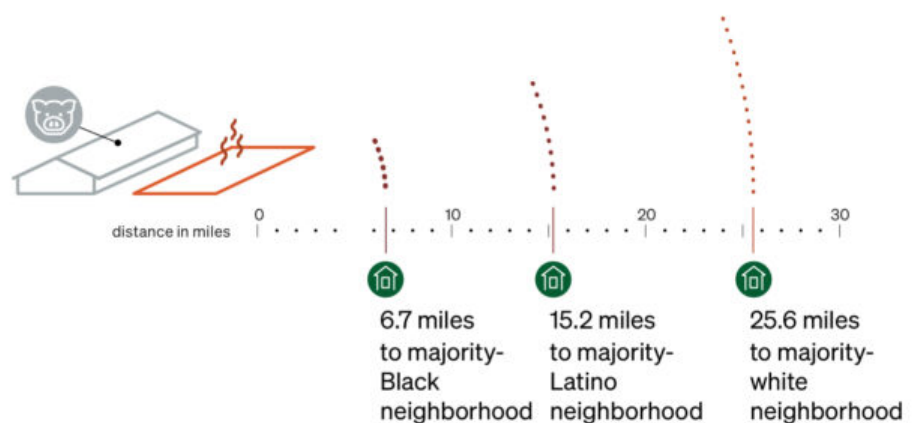 0
10
20
30
distance in miles
6.7 miles
to majority-
Black
neighborhood
15.2 miles
to majority-
Latino
neighborhood
25.6 miles
to majority-
white
neighborhood